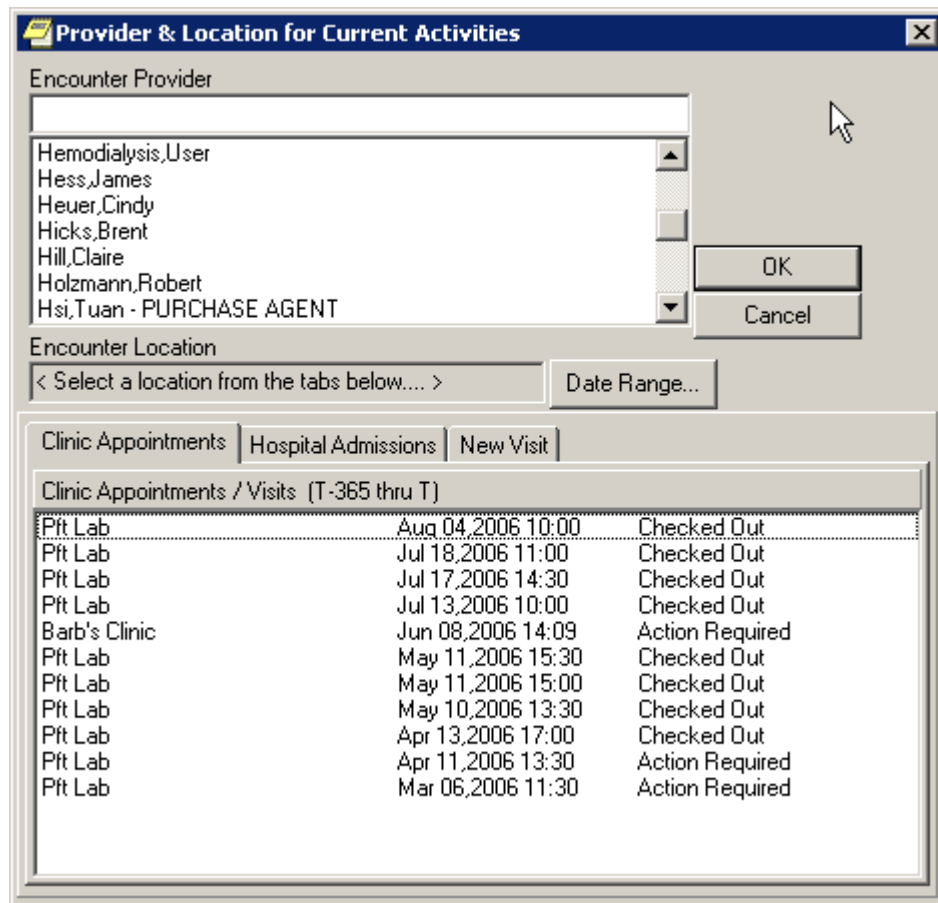 Provider & Location for Current Activities
Encounter Provider
Hemodialysis,User
Hess,James
Heuer,Cindy
Hicks,Brent
Hill,Claire
Holzmann,Robert
Hsi,Tuan - PURCHASE AGENT
OK
Cancel
Encounter Location
< Select a location from the tabs below.... >
Date Range...
Clinic Appointments Hospital Admissions New Visit
Clinic Appointments / Visits (T-365 thru T)
Pft Lab Aug 04,2006 10:00 Checked Out
Pft Lab Jul 18,2006 11:00 Checked Out
Pft Lab Jul 17,2006 14:30 Checked Out
Pft Lab Jul 13,2006 10:00 Checked Out
Barb's Clinic Jun 08,2006 14:09 Action Required
Pft Lab May 11,2006 15:30 Checked Out
Pft Lab May 11,2006 15:00 Checked Out
Pft Lab May 10,2006 13:30 Checked Out
Pft Lab Apr 13,2006 17:00 Checked Out
Pft Lab Apr 11,2006 13:30 Action Required
Pft Lab Mar 06,2006 11:30 Action Required